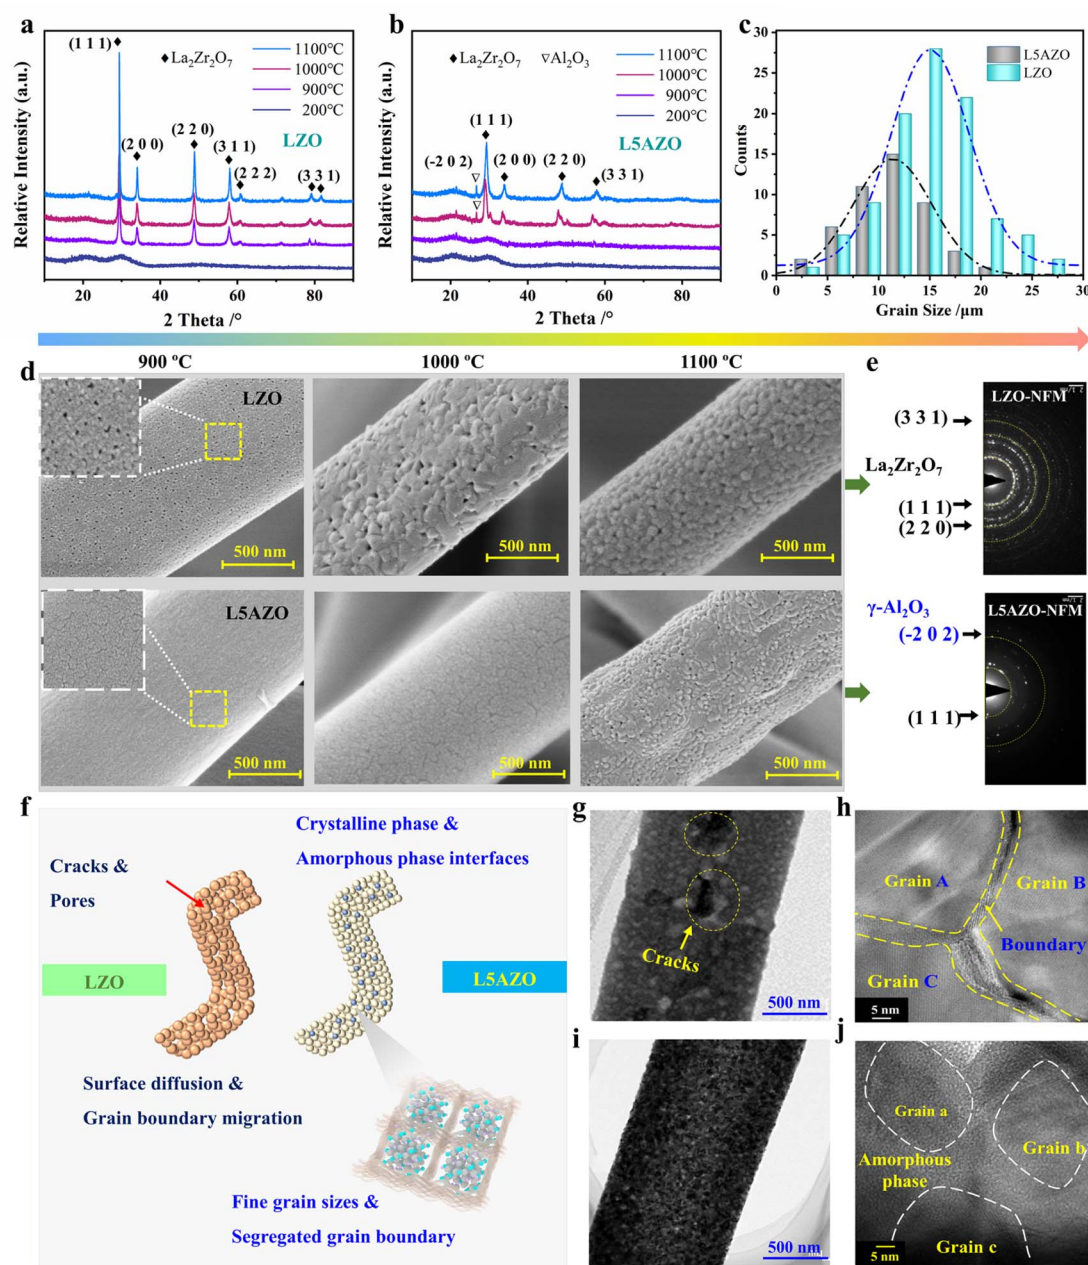 a
(1 1 1)
◆La₂Zr₂O₇
1100℃
1000℃
900℃
200℃
LZO
(2 0 0)
(2 2 0)
(3 1 1)
(2 2 2)
(3 3 1)
Relative Intensity (a.u.)
20 40 60 80
2 Theta /°
b
◆La₂Zr₂O₇ ▽Al₂O₃
1100℃
1000℃
900℃
200℃
L5AZO
(1 1 1)
(-2 0 2)
(2 0 0)
(2 2 0)
(3 3 1)
Relative Intensity (a.u.)
20 40 60 80
2 Theta /°
c
L5AZO
LZO
Counts
30
25
20
15
10
5
0
0 5 10 15 20 25 30
Grain Size /μm
900 ºC
1000 ºC
1100 ºC
d
LZO
500 nm
500 nm
500 nm
L5AZO
500 nm
500 nm
500 nm
e
LZO-NFM
(3 3 1)
La₂Zr₂O₇
(1 1 1)
(2 2 0)
L5AZO-NFM
γ-Al₂O₃
(-2 0 2)
(1 1 1)
f
Cracks &
Pores
Crystalline phase &
Amorphous phase interfaces
LZO
L5AZO
Surface diffusion &
Grain boundary migration
Fine grain sizes &
Segregated grain boundary
g
Cracks
500 nm
h
Grain A
Grain B
Boundary
Grain C
5 nm
i
500 nm
j
Grain a
Grain b
Amorphous
phase
Grain c
5 nm